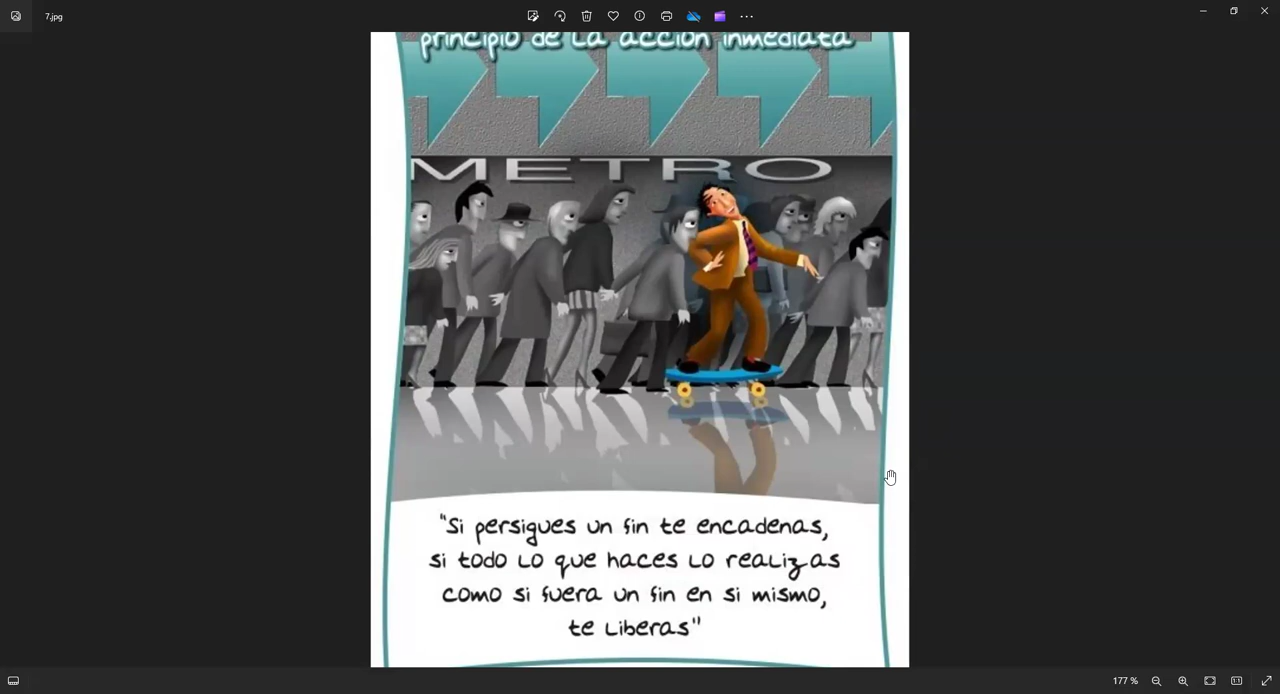 7.jpg
principio de la acción inmediata
METRO
"Si persigues un fin te encadenas,
si todo lo que haces lo realizas
como si fuera un fin en si mismo,
te liberas"
177 %